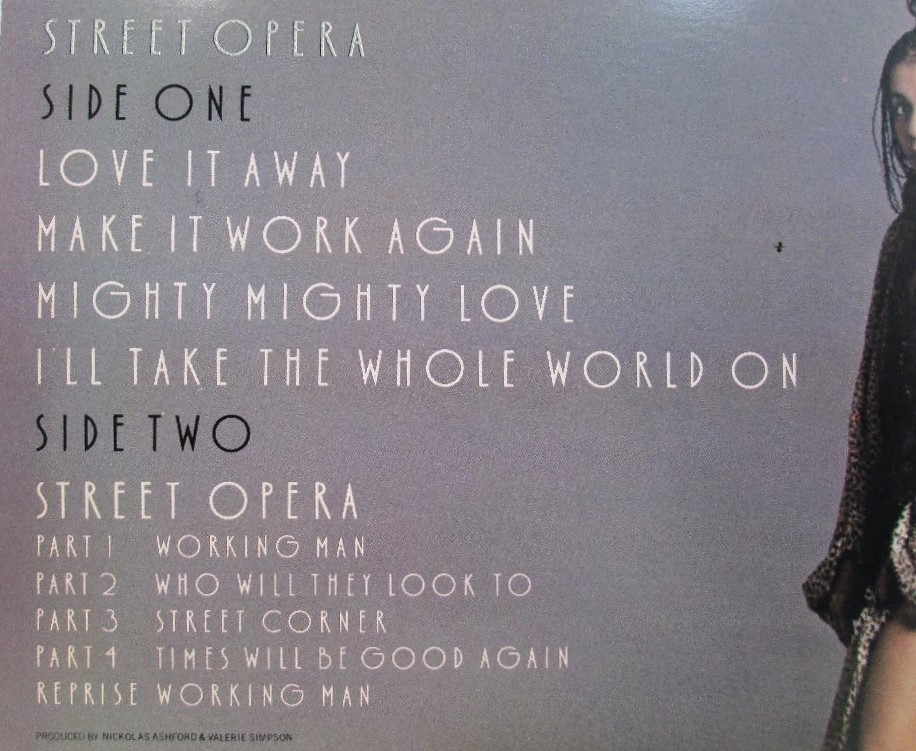 STREET OPERA
SIDE ONE
LOVE IT AWAY
MAKE IT WORK AGAIN
MIGHTY MIGHTY LOVE
I'LL TAKE THE WHOLE WORLD ON
SIDE TWO
STREET OPERA
PART 1 WORKING MAN
PART 2 WHO WILL THEY LOOK TO
PART 3 STREET CORNER
PART 4 TIMES WILL BE GOOD AGAIN
REPRISE WORKING MAN
PRODUCED BY NICKOLAS ASHFORD & VALERIE SIMPSON